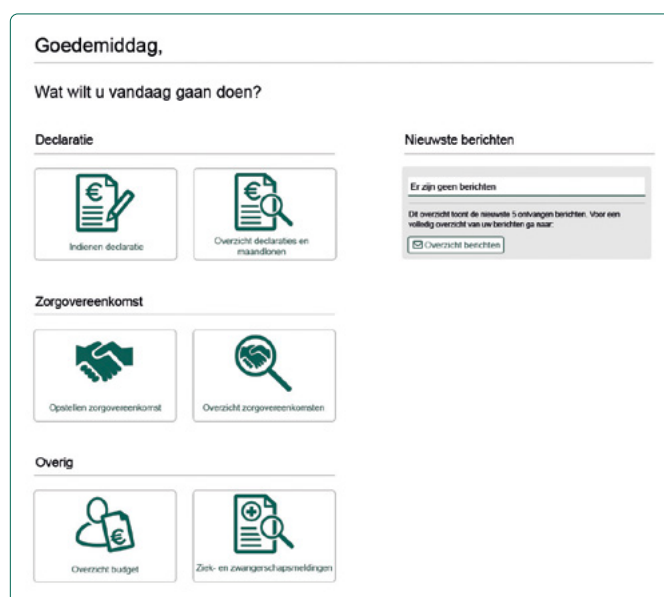 Goedemiddag,
Wat wilt u vandaag gaan doen?
Declaratie
Indienen declaratie
Overzicht declaraties en
maandlonen
Zorgovereenkomst
Opstellen zorgovereenkomst
Overzicht zorgovereenkomsten
Overig
Overzicht budget
Ziek- en zwangerschapsmeldingen
Nieuwste berichten
Er zijn geen berichten
Dit overzicht toont de nieuwste 5 ontvangen berichten. Voor een
volledig overzicht van uw berichten ga naar:
Overzicht berichten